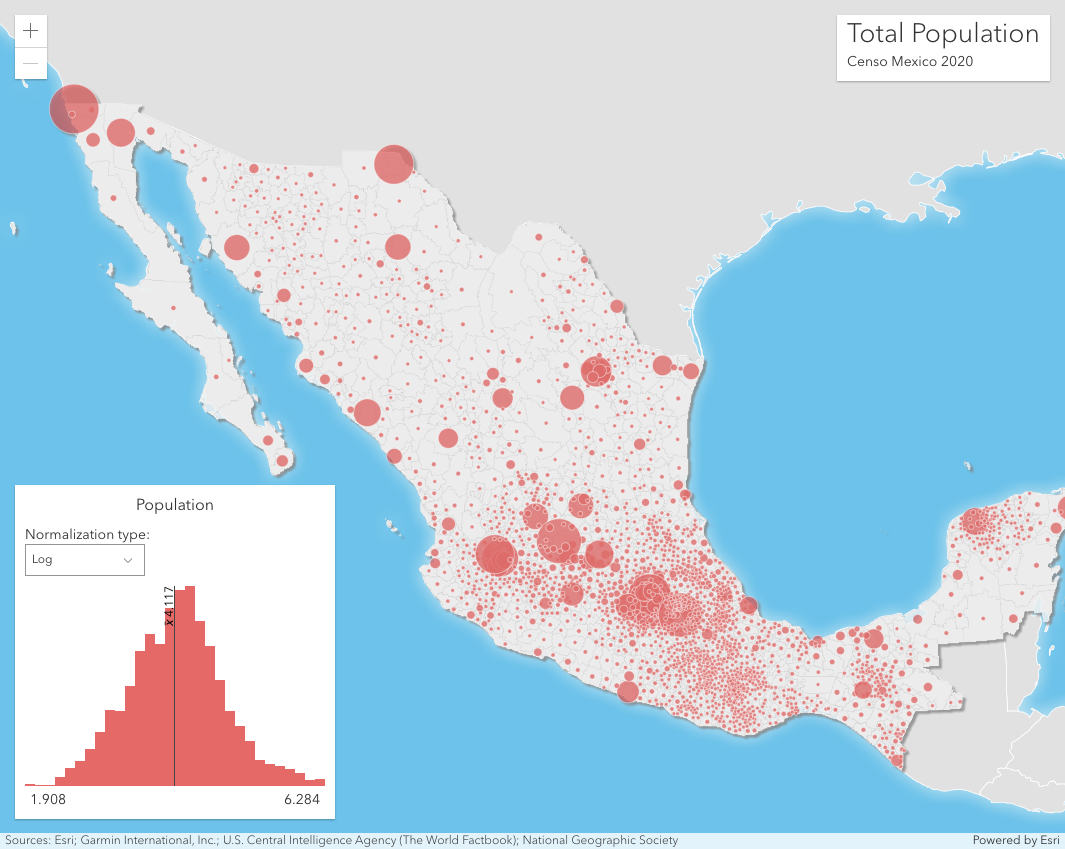 Total Population
Censo Mexico 2020
Population
Normalization type:
Log
x̄ 4.117
1.908
6.284
Sources: Esri; Garmin International, Inc.; U.S. Central Intelligence Agency (The World Factbook); National Geographic Society
Powered by Esri